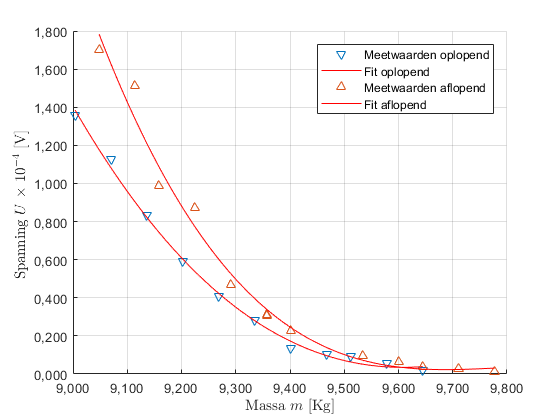 1,800
1,600
1,400
1,200
1,000
0,800
0,600
0,400
0,200
0,000
Spanning U × 10⁻⁴ [V]
Meetwaarden oplopend
Fit oplopend
Meetwaarden aflopend
Fit aflopend
9,000 9,100 9,200 9,300 9,400 9,500 9,600 9,700 9,800
Massa m [Kg]